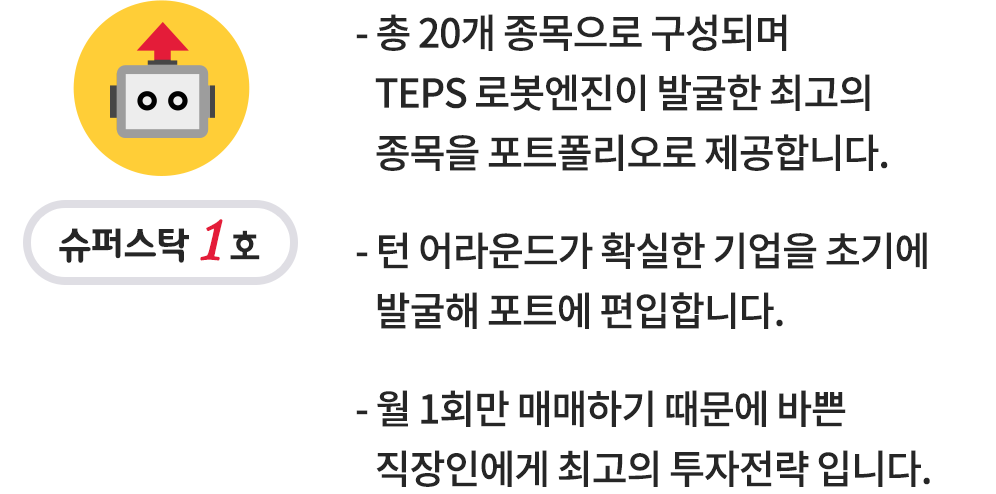 슈퍼스탁 1호
- 총 20개 종목으로 구성되며
TEPS 로봇엔진이 발굴한 최고의
종목을 포트폴리오로 제공합니다.
- 턴 어라운드가 확실한 기업을 초기에
발굴해 포트에 편입합니다.
- 월 1회만 매매하기 때문에 바쁜
직장인에게 최고의 투자전략 입니다.